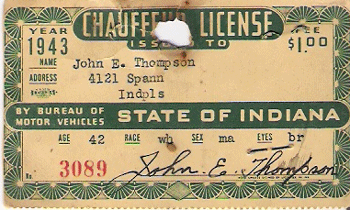 YEAR CHAUFFEUR LICENSE FEE
1943 ISSUED TO $1.00
NAME John E. Thompson
ADDRESS 4121 Spann
Indpls
BY BUREAU OF MOTOR VEHICLES STATE OF INDIANA
AGE 42 RACE wh SEX ma EYES br
3089 John E. Thompson